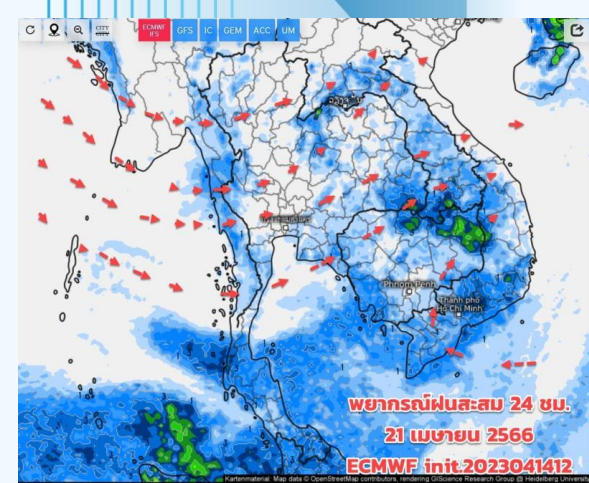 CITY
CITY
ECMWF
IFS
GFS
IC
GEM
ACC
UM
Phnom Penh
Thành phố
Hồ Chí Minh
พยากรณ์ฝนสะสม 24 ชม.
21 เมษายน 2566
ECMWF init.2023041412
Kartenmaterial: Map data © OpenStreetMap contributors, rendering GIScience Research Group @ Heidelberg University